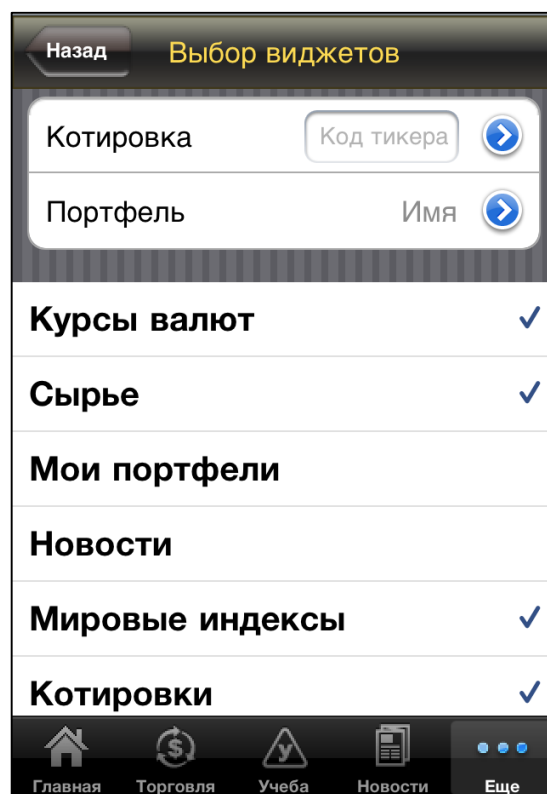 Назад
Выбор виджетов
Котировка Код тикера
Портфель Имя
Курсы валют
Сырье
Мои портфели
Новости
Мировые индексы
Котировки
$ У
Главная Торговля Учеба Новости Еще